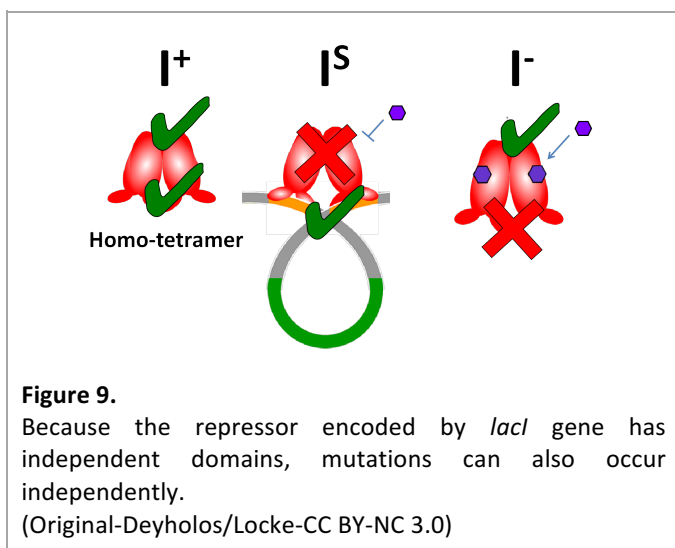 I+ IS I-
Homo-tetramer
Figure 9.
Because the repressor encoded by lacI gene has
independent domains, mutations can also occur
independently.
(Original-Deyholos/Locke-CC BY-NC 3.0)